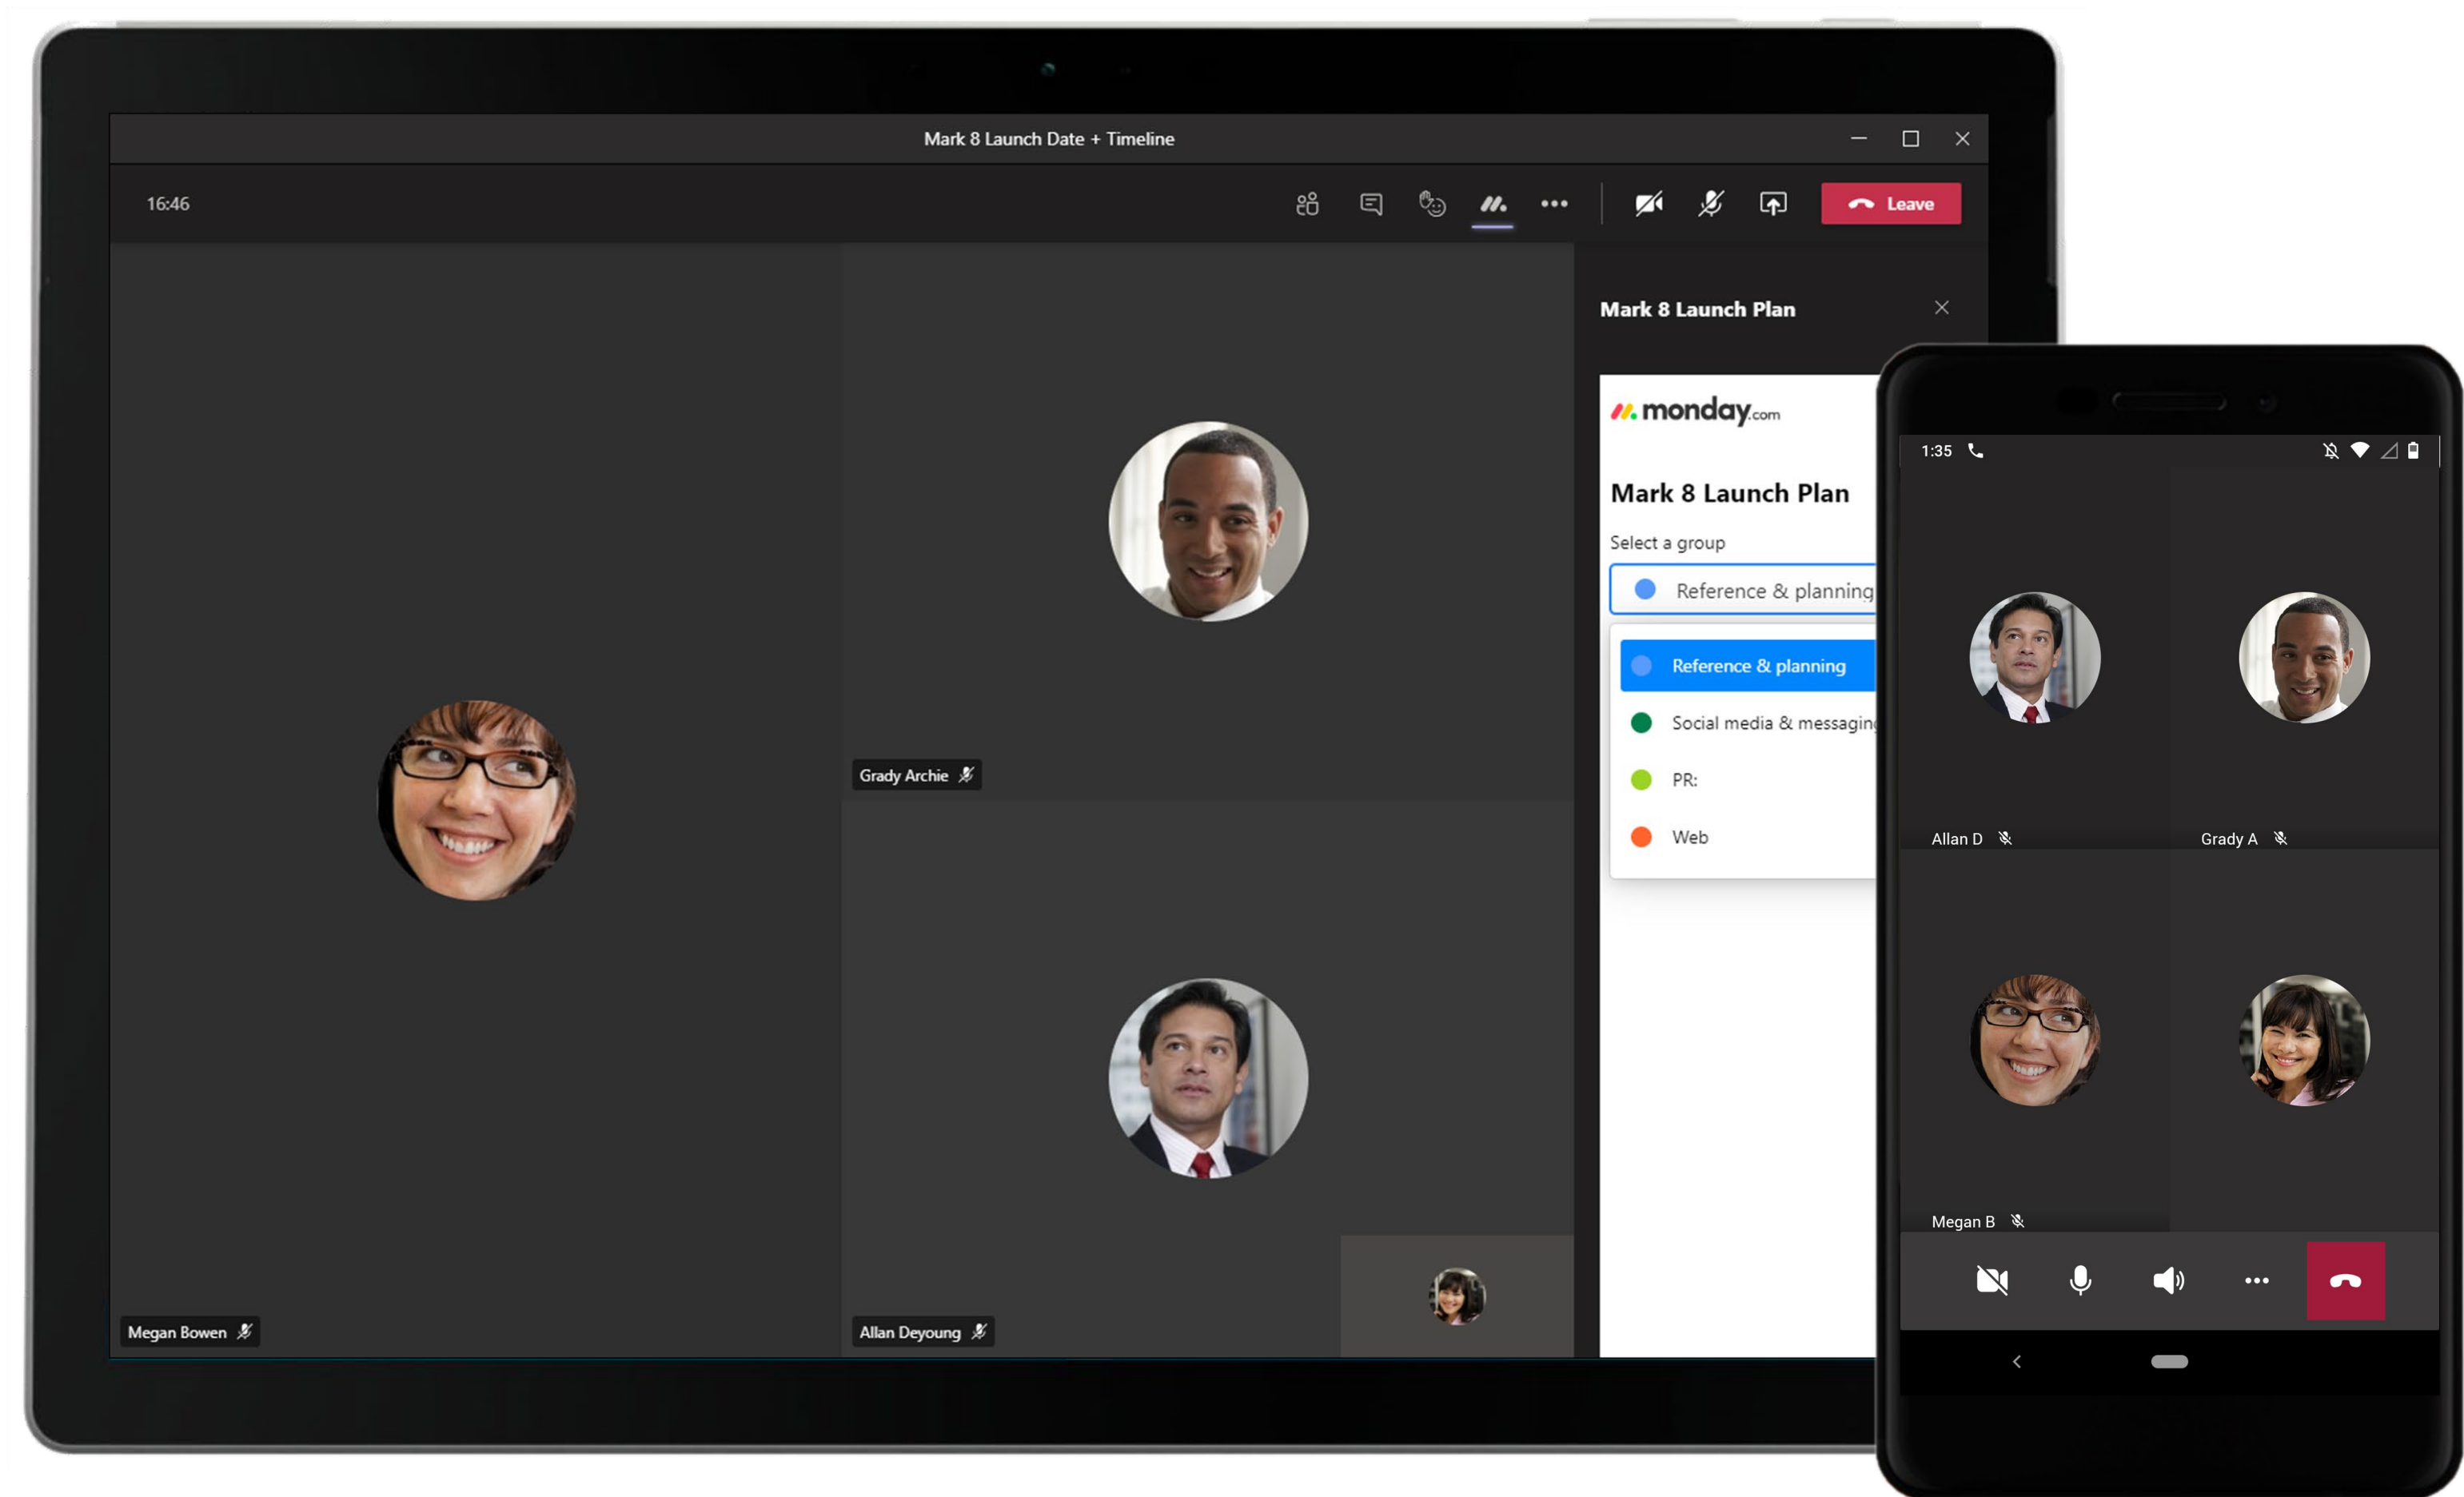 Mark 8 Launch Date + Timeline
16:46
Leave
Grady Archie
Megan Bowen
Allan Deyoung
Mark 8 Launch Plan
monday.com
Mark 8 Launch Plan
Select a group
Reference & planning
Reference & planning
Social media & messaging
PR:
Web
1:35
Allan D
Grady A
Megan B